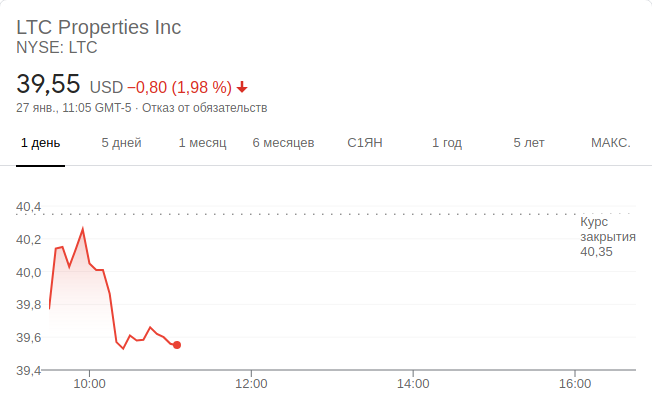 LTC Properties Inc
NYSE: LTC
39,55 USD −0,80 (1,98 %)
27 янв., 11:05 GMT-5 · Отказ от обязательств
1 день 5 дней 1 месяц 6 месяцев С1ЯН 1 год 5 лет МАКС.
40,4
Курс
закрытия
40,35
40,2
40,0
39,8
39,6
39,4
10:00 12:00 14:00 16:00